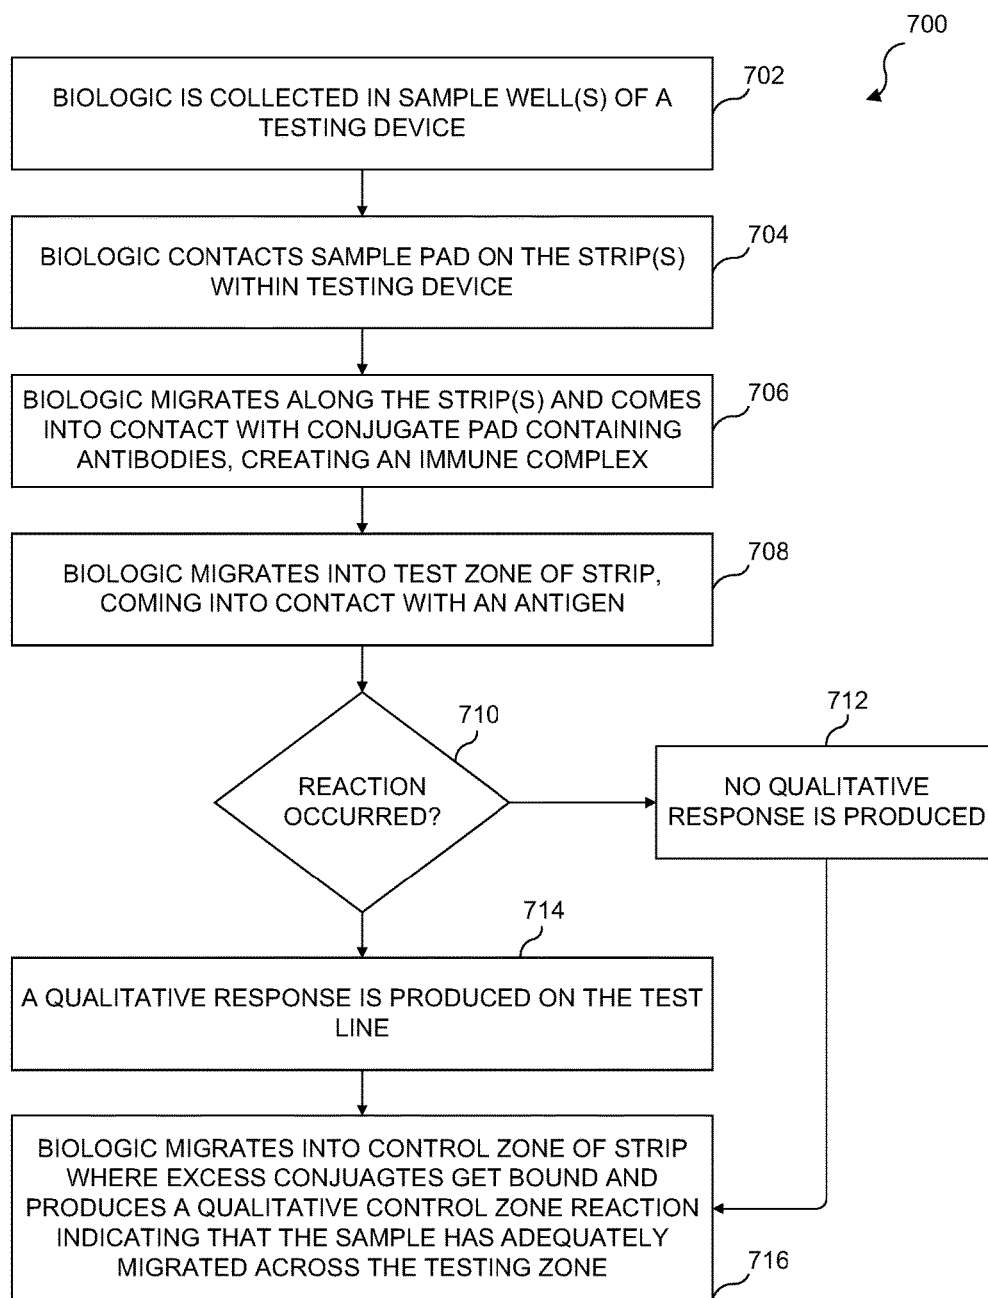 700
702
BIOLOGIC IS COLLECTED IN SAMPLE WELL(S) OF A
TESTING DEVICE
704
BIOLOGIC CONTACTS SAMPLE PAD ON THE STRIP(S)
WITHIN TESTING DEVICE
706
BIOLOGIC MIGRATES ALONG THE STRIP(S) AND COMES
INTO CONTACT WITH CONJUGATE PAD CONTAINING
ANTIBODIES, CREATING AN IMMUNE COMPLEX
708
BIOLOGIC MIGRATES INTO TEST ZONE OF STRIP,
COMING INTO CONTACT WITH AN ANTIGEN
710
REACTION
OCCURRED?
712
NO QUALITATIVE
RESPONSE IS PRODUCED
714
A QUALITATIVE RESPONSE IS PRODUCED ON THE TEST
LINE
BIOLOGIC MIGRATES INTO CONTROL ZONE OF STRIP
WHERE EXCESS CONJUAGTES GET BOUND AND
PRODUCES A QUALITATIVE CONTROL ZONE REACTION
INDICATING THAT THE SAMPLE HAS ADEQUATELY
MIGRATED ACROSS THE TESTING ZONE
716